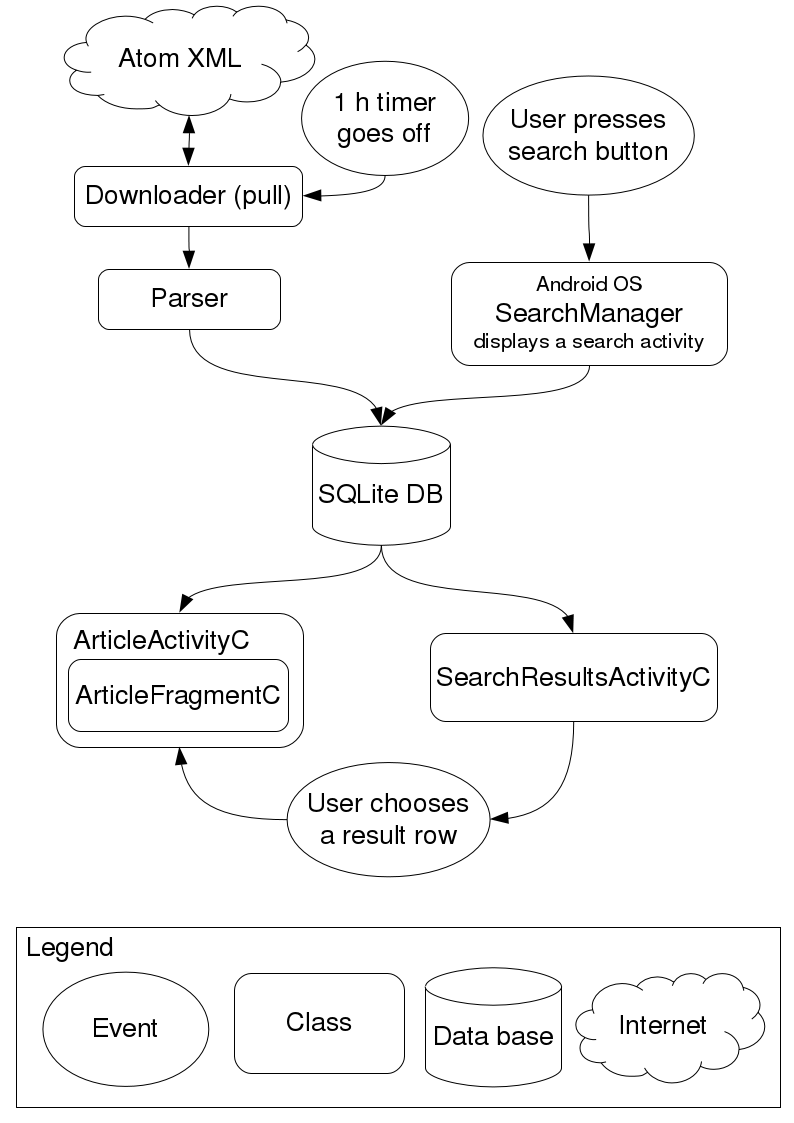 Atom XML
1 h timer
goes off
User presses
search button
Downloader (pull)
Parser
Android OS
SearchManager
displays a search activity
SQLite DB
ArticleActivityC
ArticleFragmentC
SearchResultsActivityC
User chooses
a result row
Legend
Event
Class
Data base
Internet